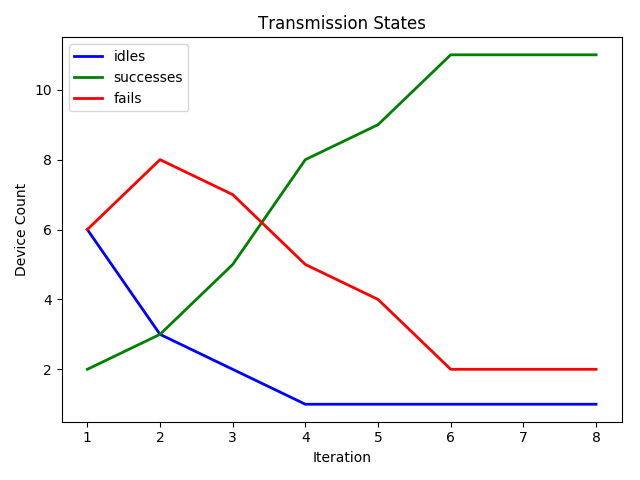 Transmission States
idles
successes
fails
Device Count
10
8
6
4
2
1 2 3 4 5 6 7 8
Iteration